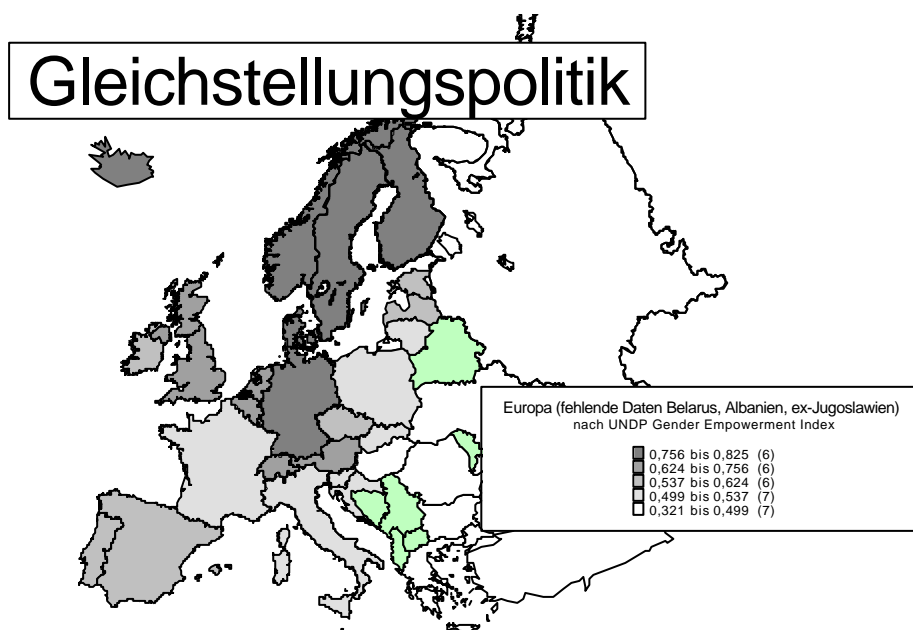 Gleichstellungspolitik
Europa (fehlende Daten Belarus, Albanien, ex-Jugoslawien)
nach UNDP Gender Empowerment Index
0,756 bis 0,825 (6)
0,624 bis 0,756 (6)
0,537 bis 0,624 (6)
0,499 bis 0,537 (7)
0,321 bis 0,499 (7)